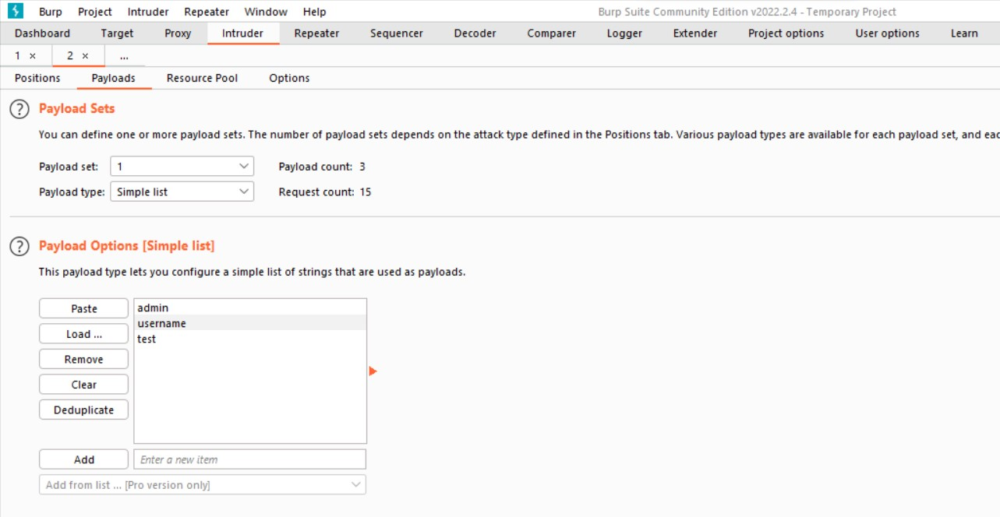 Burp Project Intruder Repeater Window Help Burp Suite Community Edition v2022.2.4 - Temporary Project
Dashboard Target Proxy Intruder Repeater Sequencer Decoder Comparer Logger Extender Project options User options Learn
1 × 2 × ...
Positions Payloads Resource Pool Options
? Payload Sets
You can define one or more payload sets. The number of payload sets depends on the attack type defined in the Positions tab. Various payload types are available for each payload set, and eac
Payload set: 1 Payload count: 3
Payload type: Simple list Request count: 15
? Payload Options [Simple list]
This payload type lets you configure a simple list of strings that are used as payloads.
Paste admin
username
Load ... test
Remove
Clear
Deduplicate
Add Enter a new item
Add from list ... [Pro version only]